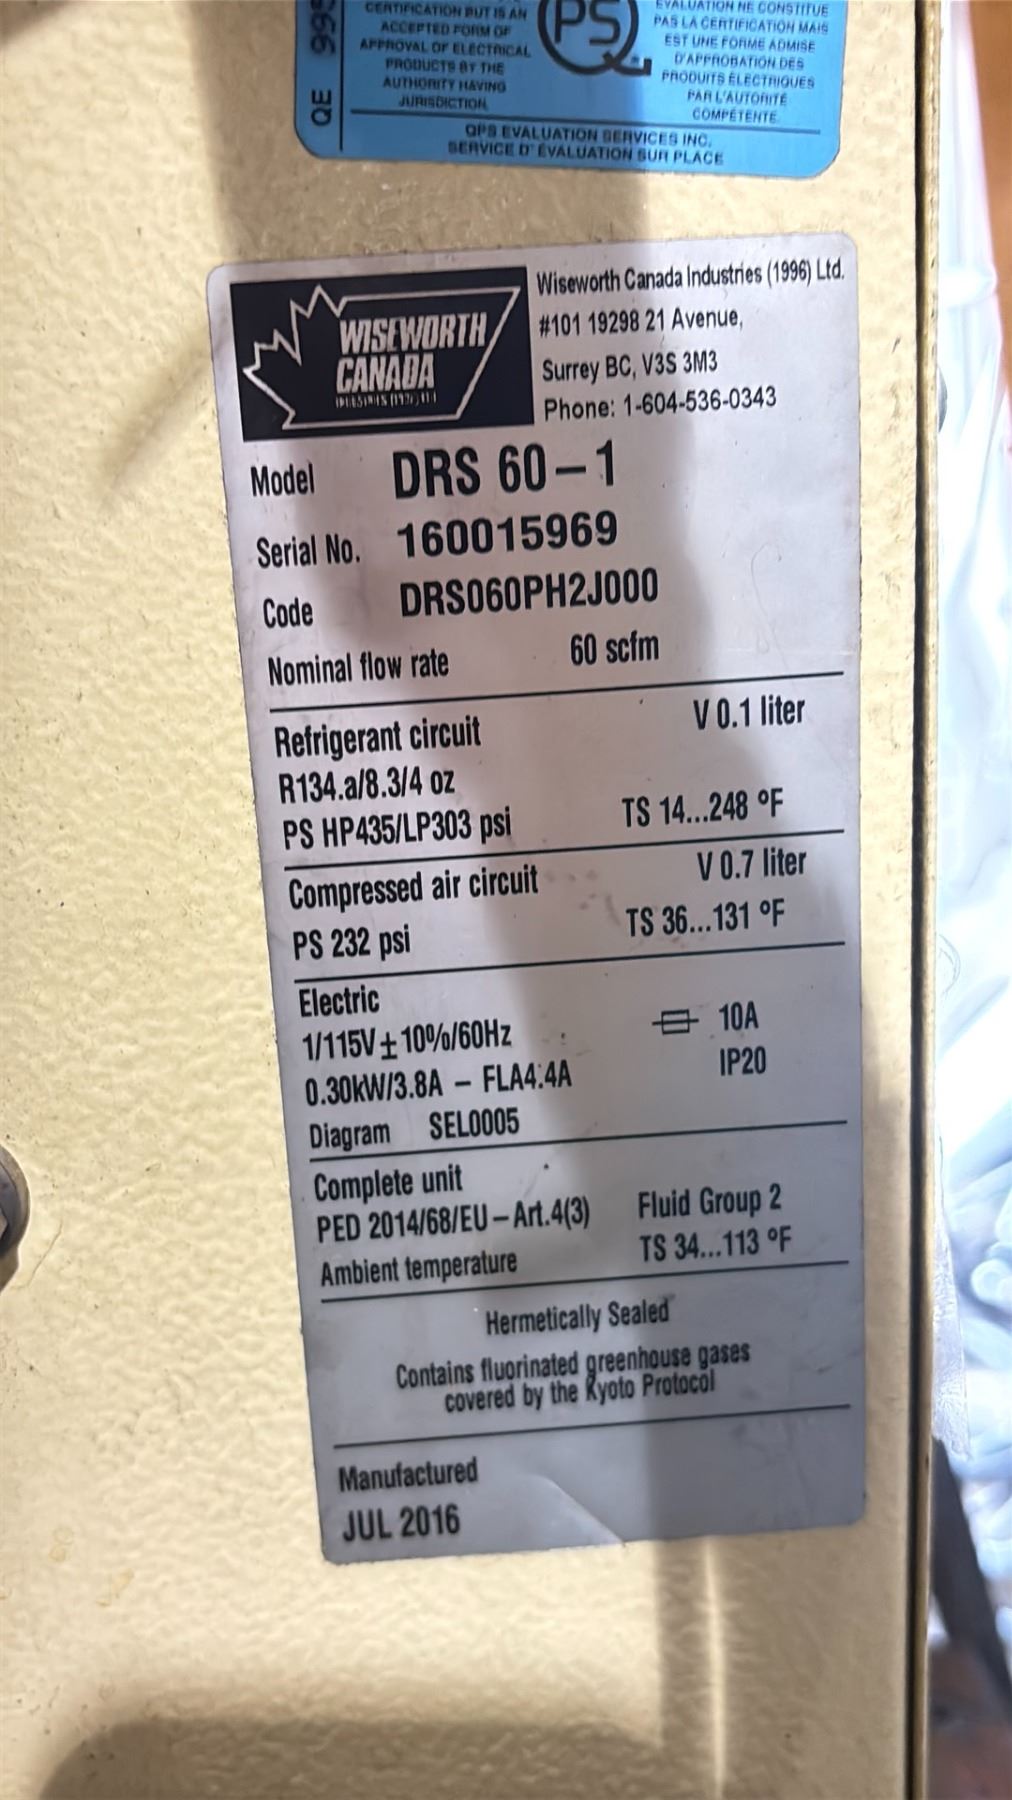 QE 995
CERTIFICATION BUT IS AN
ACCEPTED FORM OF
APPROVAL OF ELECTRICAL
PRODUCTS BY THE
AUTHORITY HAVING
JURISDICTION.
PS
ÉVALUATION NE CONSTITUE
PAS LA CERTIFICATION MAIS
EST UNE FORME ADMISE
D'APPROBATION DES
PRODUITS ÉLECTRIQUES
PAR L'AUTORITÉ
COMPÉTENTE
QPS EVALUATION SERVICES INC.
SERVICE D' ÉVALUATION SUR PLACE
WISEWORTH
CANADA
Wiseworth Canada Industries (1996) Ltd.
#101 19298 21 Avenue,
Surrey BC, V3S 3M3
Phone: 1-604-536-0343
Model DRS 60-1
Serial No. 160015969
Code DRS060PH2J000
Nominal flow rate 60 scfm
Refrigerant circuit V 0.1 liter
R134.a/8.3/4 oz
PS HP435/LP303 psi TS 14...248 °F
Compressed air circuit V 0.7 liter
PS 232 psi TS 36...131 °F
Electric
1/115V±10%/60Hz 10A
0.30kW/3.8A – FLA4.4A IP20
Diagram SEL0005
Complete unit
PED 2014/68/EU–Art.4(3) Fluid Group 2
Ambient temperature TS 34...113 °F
Hermetically Sealed
Contains fluorinated greenhouse gases
covered by the Kyoto Protocol
Manufactured
JUL 2016